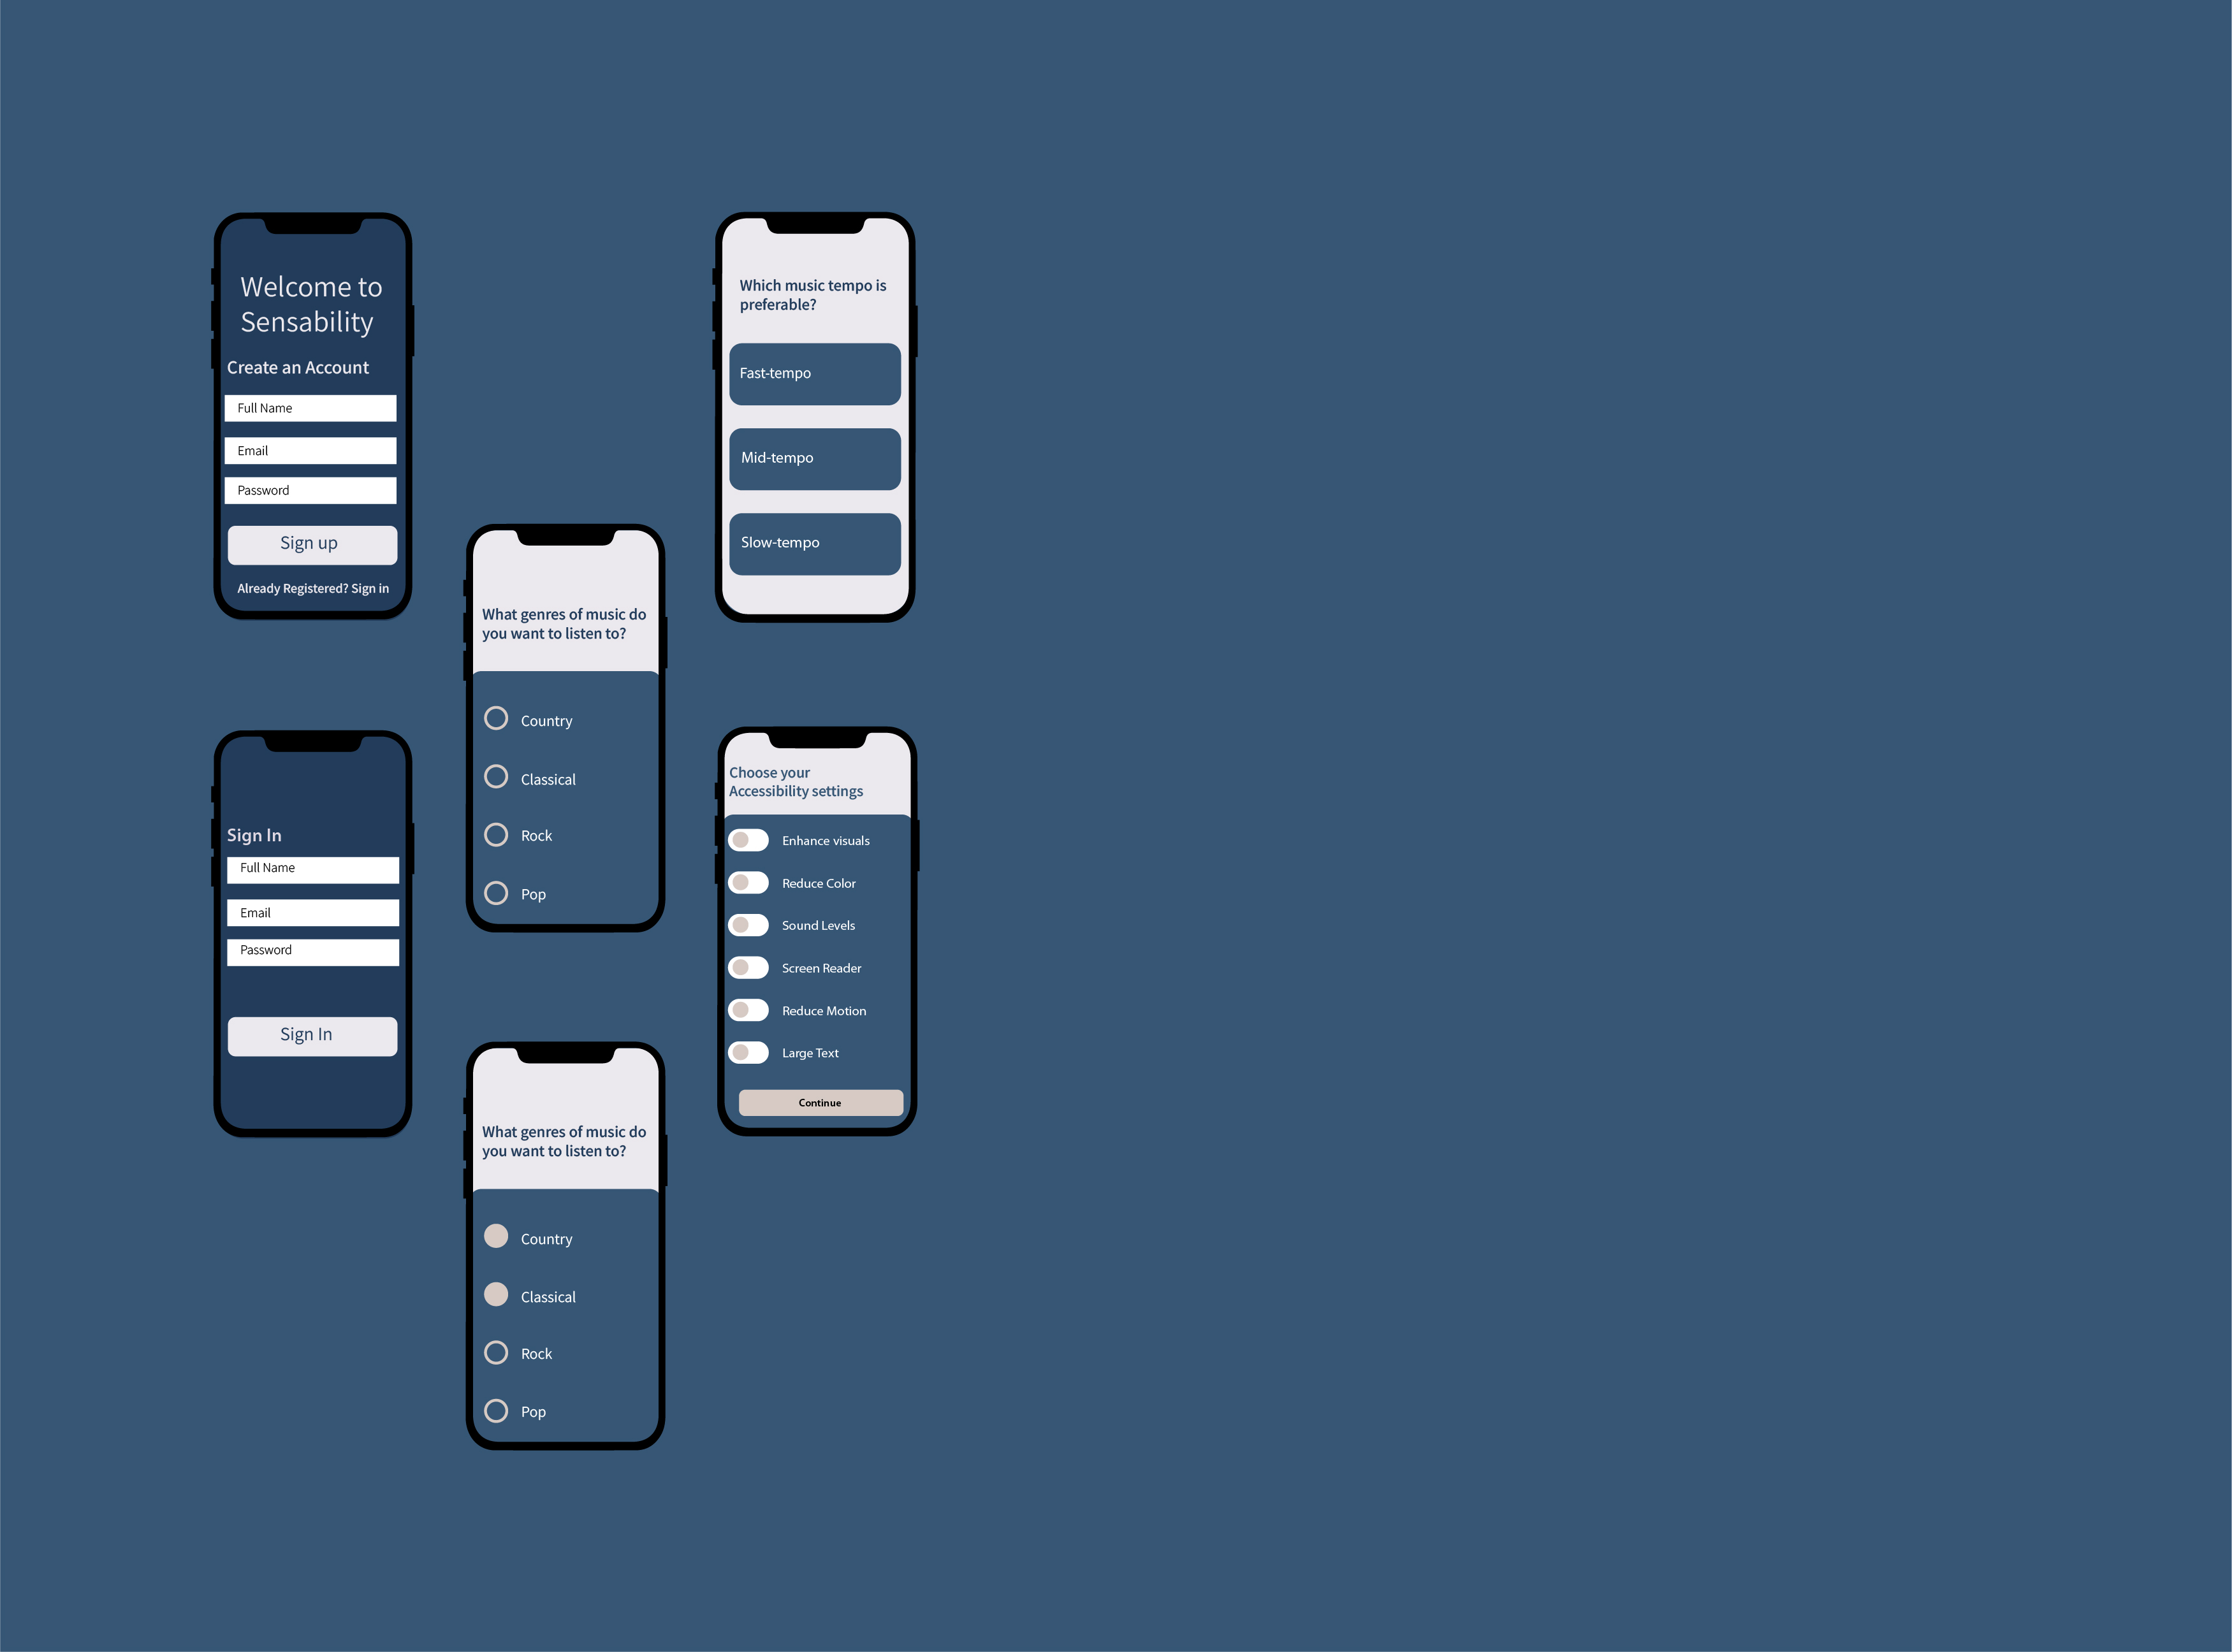 Welcome to
Sensability
Create an Account
Full Name
Email
Password
Sign up
Already Registered? Sign in
Sign In
Full Name
Email
Password
Sign In
What genres of music do
you want to listen to?
Country
Classical
Rock
Pop
What genres of music do
you want to listen to?
Country
Classical
Rock
Pop
Which music tempo is
preferable?
Fast-tempo
Mid-tempo
Slow-tempo
Choose your
Accessibility settings
Enhance visuals
Reduce Color
Sound Levels
Screen Reader
Reduce Motion
Large Text
Continue